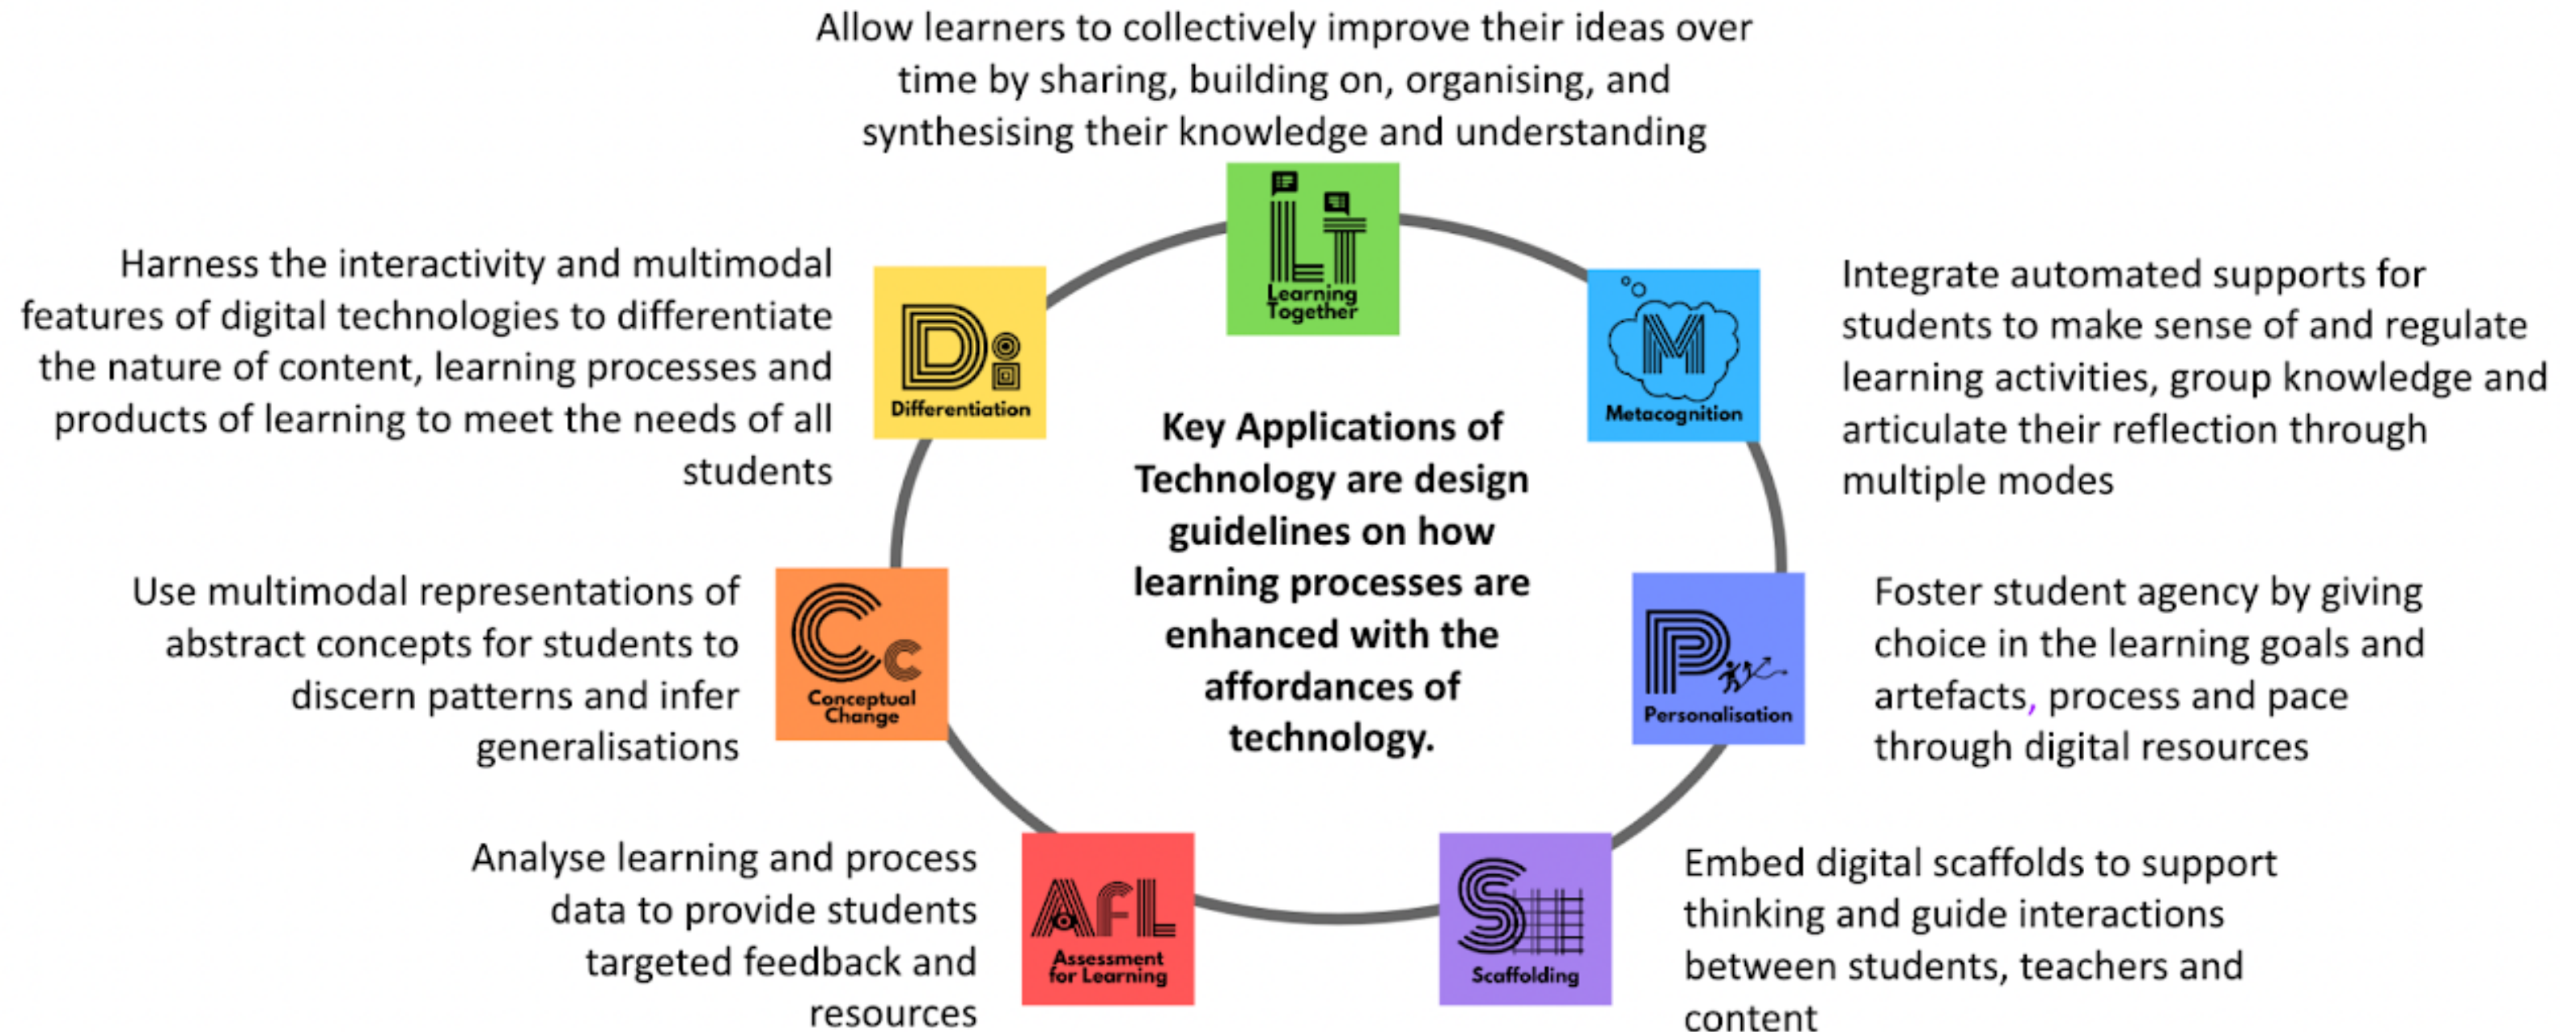 Allow learners to collectively improve their ideas over
time by sharing, building on, organising, and
synthesising their knowledge and understanding
LT
Learning
Together
Harness the interactivity and multimodal
features of digital technologies to differentiate
the nature of content, learning processes and
products of learning to meet the needs of all
students
Di
Differentiation
M
Metacognition
Integrate automated supports for
students to make sense of and regulate
learning activities, group knowledge and
articulate their reflection through
multiple modes
Key Applications of
Technology are design
guidelines on how
learning processes are
enhanced with the
affordances of
technology.
Use multimodal representations of
abstract concepts for students to
discern patterns and infer
generalisations
Cc
Conceptual
Change
P
Personalisation
Foster student agency by giving
choice in the learning goals and
artefacts, process and pace
through digital resources
Analyse learning and process
data to provide students
targeted feedback and
resources
AfL
Assessment
for Learning
S
Scaffolding
Embed digital scaffolds to support
thinking and guide interactions
between students, teachers and
content